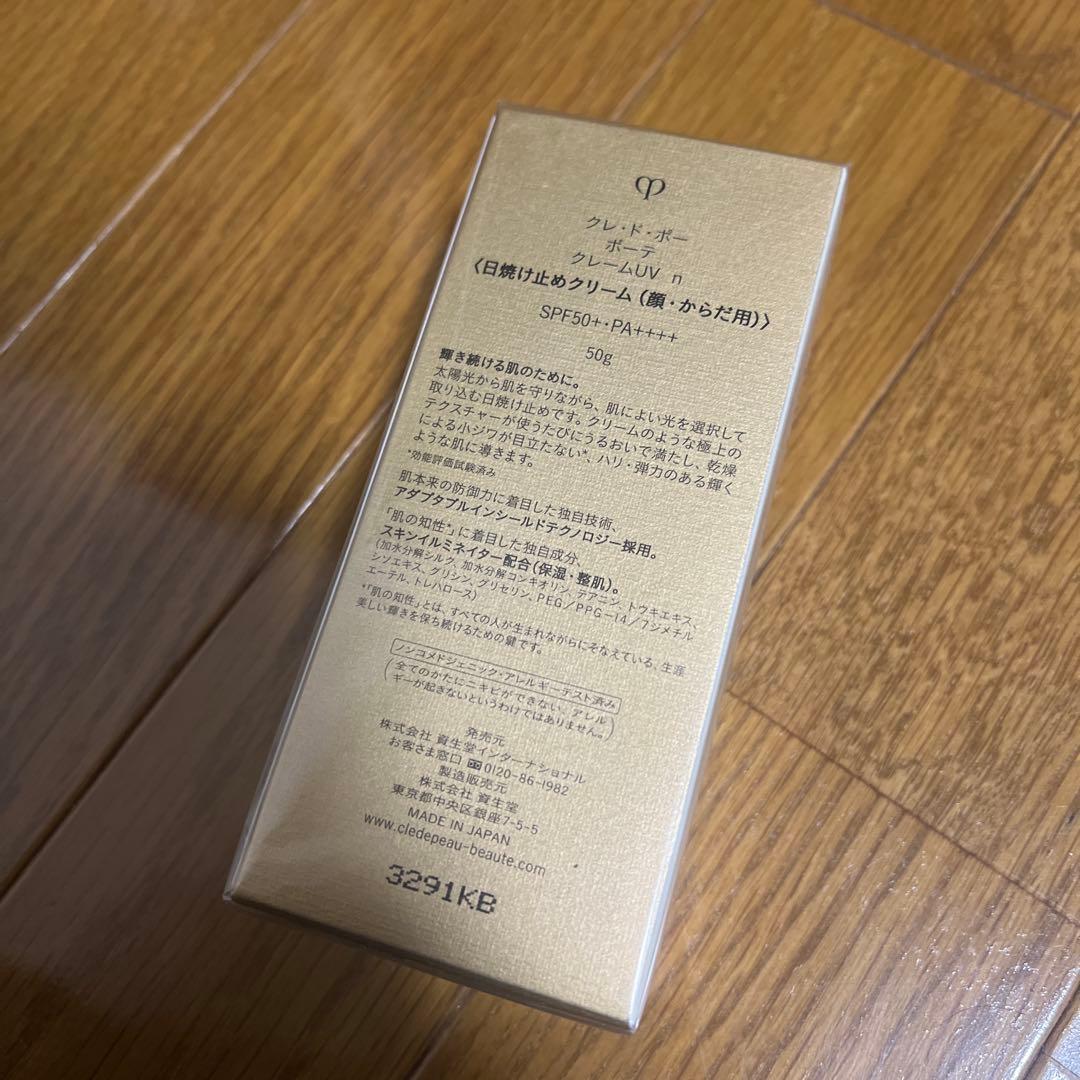 クレ・ド・ポー
ボーテ
クレームUV n
〈日焼け止めクリーム(顔・からだ用)〉
SPF50+・PA++++
50g
輝き続ける肌のために。
太陽光から肌を守りながら、肌によい光を選択して
取り込む日焼け止めです。クリームのような極上の
テクスチャーが使うたびにうるおいで満たし、乾燥
による小ジワが目立たない*、ハリ・弾力のある輝く
ような肌に導きます。
*効能評価試験済み
肌本来の防御力に着目した独自技術、
アダプタブルインシールドテクノロジー採用。
「肌の知性*」に着目した独自成分、
スキンイルミネイター配合(保湿・整肌)。
(加水分解シルク、加水分解コンキオリン、テアニン、トウキエキス、
シソエキス、グリシン、グリセリン、PEG/PPG-14/7ジメチル
エーテル、トレハロース)
*「肌の知性」とは、すべての人が生まれながらにそなえている、生涯
美しい輝きを保ち続けるための鍵です。
ノンコメドジェニック・アレルギーテスト済み
(全てのかたにニキビができない、アレル
ギーが起きないというわけではありません。)
発売元
株式会社 資生堂インターナショナル
お客さま窓口 0120-86-1982
製造販売元
株式会社 資生堂
東京都中央区銀座7-5-5
MADE IN JAPAN
www.cledepeau-beaute.com
3291KB